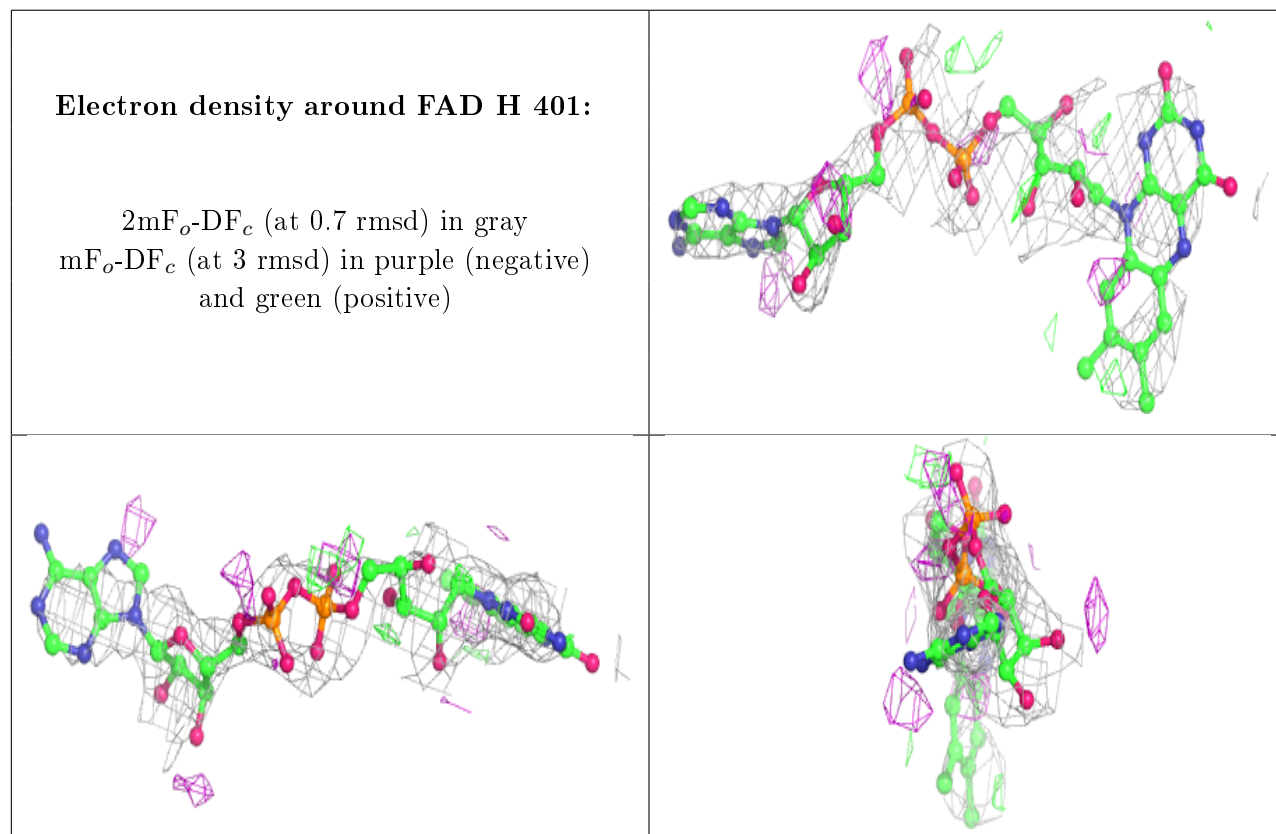 Electron density around FAD H 401:
2mFₒ-DF𝒸 (at 0.7 rmsd) in gray
mFₒ-DF𝒸 (at 3 rmsd) in purple (negative)
and green (positive)